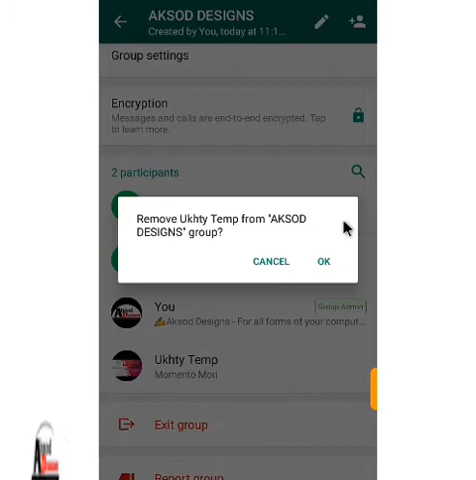 AKSOD DESIGNS
Created by You, today at 11:1...
Group settings
Encryption
Messages and calls are end-to-end encrypted. Tap
to learn more.
2 participants
Remove Ukhty Temp from "AKSOD
DESIGNS" group?
CANCEL OK
You
Group Admin
✍Aksod Designs - For all forms of your comput...
Ukhty Temp
Momento Mori
Exit group
Report group